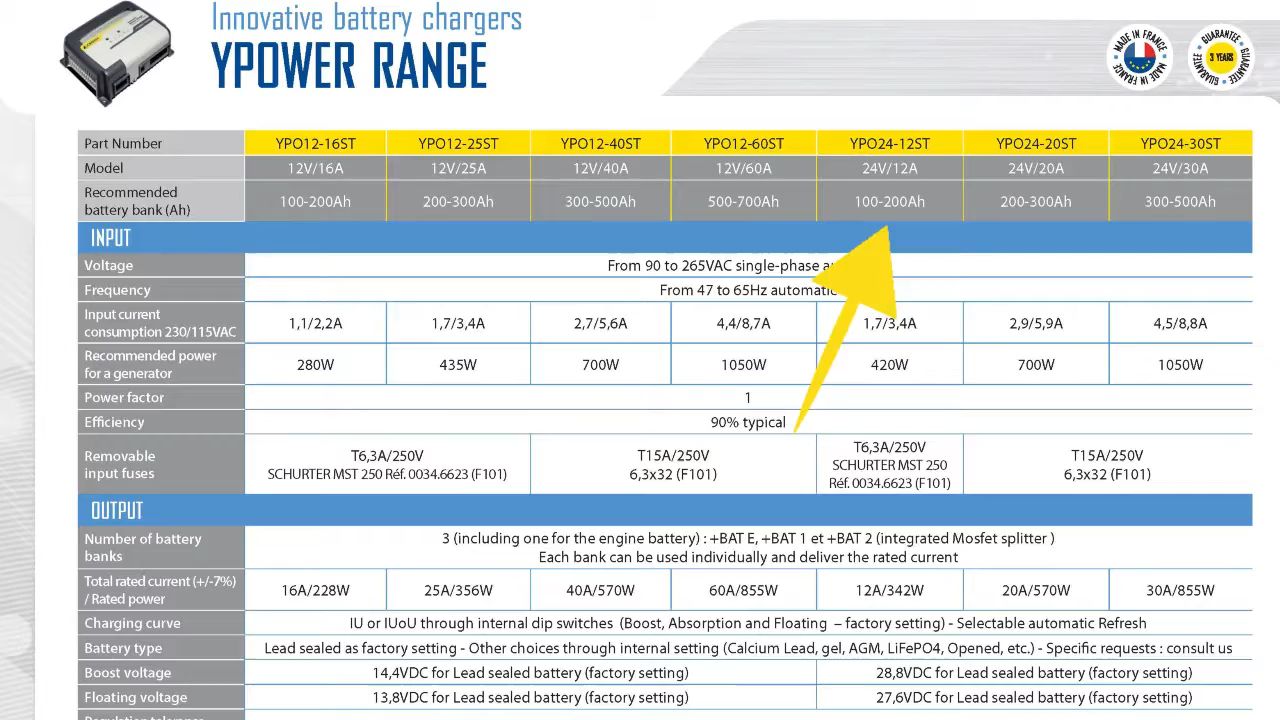 Innovative battery chargers
YPOWER RANGE
MADE IN FRANCE MADE IN FRANCE
GUARANTEE GUARANTEE GUARANTEE
3 YEARS
Part Number YPO12-16ST YPO12-25ST YPO12-40ST YPO12-60ST YPO24-12ST YPO24-20ST YPO24-30ST
Model 12V/16A 12V/25A 12V/40A 12V/60A 24V/12A 24V/20A 24V/30A
Recommended
battery bank (Ah) 100-200Ah 200-300Ah 300-500Ah 500-700Ah 100-200Ah 200-300Ah 300-500Ah
INPUT
Voltage From 90 to 265VAC single-phase
Frequency From 47 to 65Hz
Input current
consumption 230/115VAC 1,1/2,2A 1,7/3,4A 2,7/5,6A 4,4/8,7A 1,7/3,4A 2,9/5,9A 4,5/8,8A
Recommended power
for a generator 280W 435W 700W 1050W 420W 700W 1050W
Power factor 1
Efficiency 90% typical
Removable
input fuses
T6,3A/250V
SCHURTER MST 250 Réf. 0034.6623 (F101)
T15A/250V
6,3x32 (F101)
T6,3A/250V
SCHURTER MST 250
Réf. 0034.6623 (F101)
T15A/250V
6,3x32 (F101)
OUTPUT
Number of battery
banks
3 (including one for the engine battery) : +BAT E, +BAT 1 et +BAT 2 (integrated Mosfet splitter )
Each bank can be used individually and deliver the rated current
Total rated current (+/-7%)
/ Rated power 16A/228W 25A/356W 40A/570W 60A/855W 12A/342W 20A/570W 30A/855W
Charging curve IU or IUoU through internal dip switches (Boost, Absorption and Floating – factory setting) - Selectable automatic Refresh
Battery type Lead sealed as factory setting - Other choices through internal setting (Calcium Lead, gel, AGM, LiFePO4, Opened, etc.) - Specific requests : consult us
Boost voltage 14,4VDC for Lead sealed battery (factory setting) 28,8VDC for Lead sealed battery (factory setting)
Floating voltage 13,8VDC for Lead sealed battery (factory setting) 27,6VDC for Lead sealed battery (factory setting)